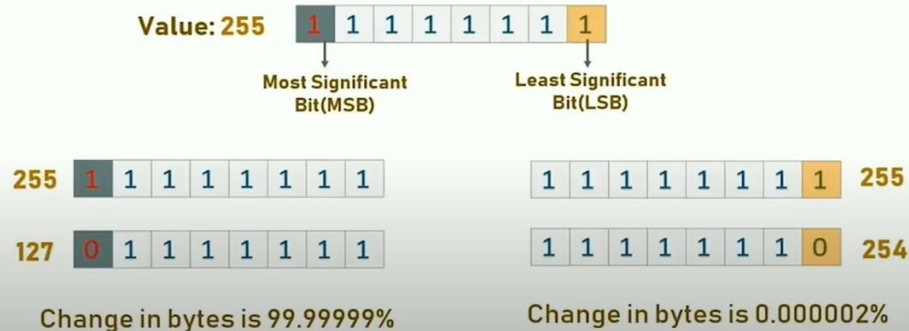 Value: 255 1 1 1 1 1 1 1 1
Most Significant Least Significant
Bit(MSB) Bit(LSB)
255 1 1 1 1 1 1 1 1 1 1 1 1 1 1 1 1 255
127 0 1 1 1 1 1 1 1 1 1 1 1 1 1 1 0 254
Change in bytes is 99.99999% Change in bytes is 0.000002%